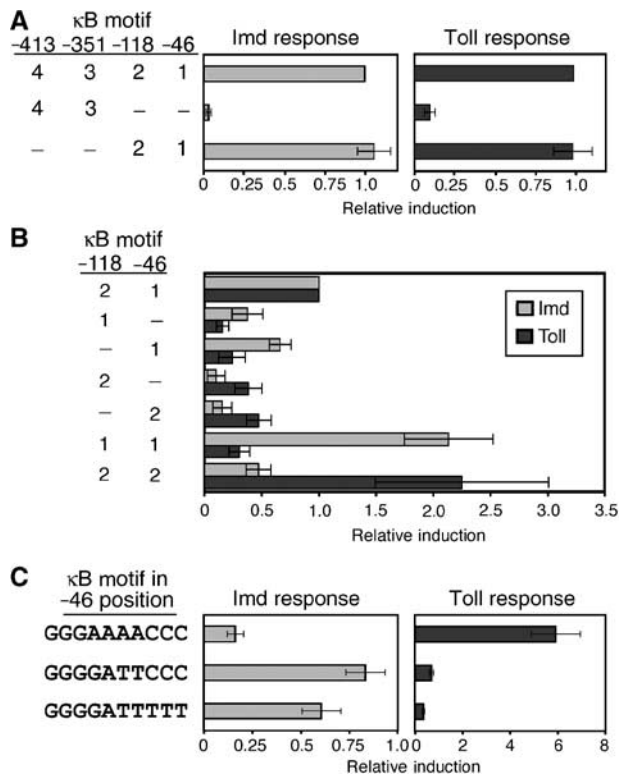 A
κB motif
-413 -351 -118 -46
Imd response
Toll response
4 3 2 1
4 3 – –
– – 2 1
0 0.25 0.5 0.75 1.0
0 0.25 0.5 0.75 1.0
Relative induction
B
κB motif
-118 -46
2 1
1 –
– 1
2 –
– 2
1 1
2 2
Imd
Toll
0 0.5 1.0 1.5 2.0 2.5 3.0 3.5
Relative induction
C
κB motif in
-46 position
Imd response
Toll response
GGGAAAACCC
GGGGATTCCC
GGGGATTTTT
0 0.25 0.5 0.75 1.0
0 2 4 6 8
Relative induction